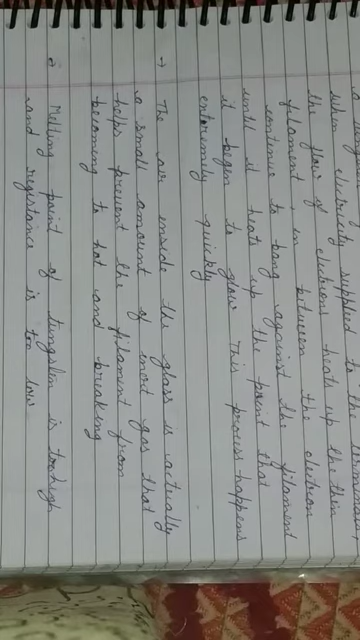 when electricity supplied to the
the flow of electrons heats up the thin
filament & in between the electron
continue to bang against the filament
until it heats up the point that
it begin to glow This process happens
extremily quickly
→ The air inside the glass is actually
a small amount of inert gas that
helps prevent the filament from
becoming to hot and breaking
Melting point of tungstin is too high
and resistance is too low